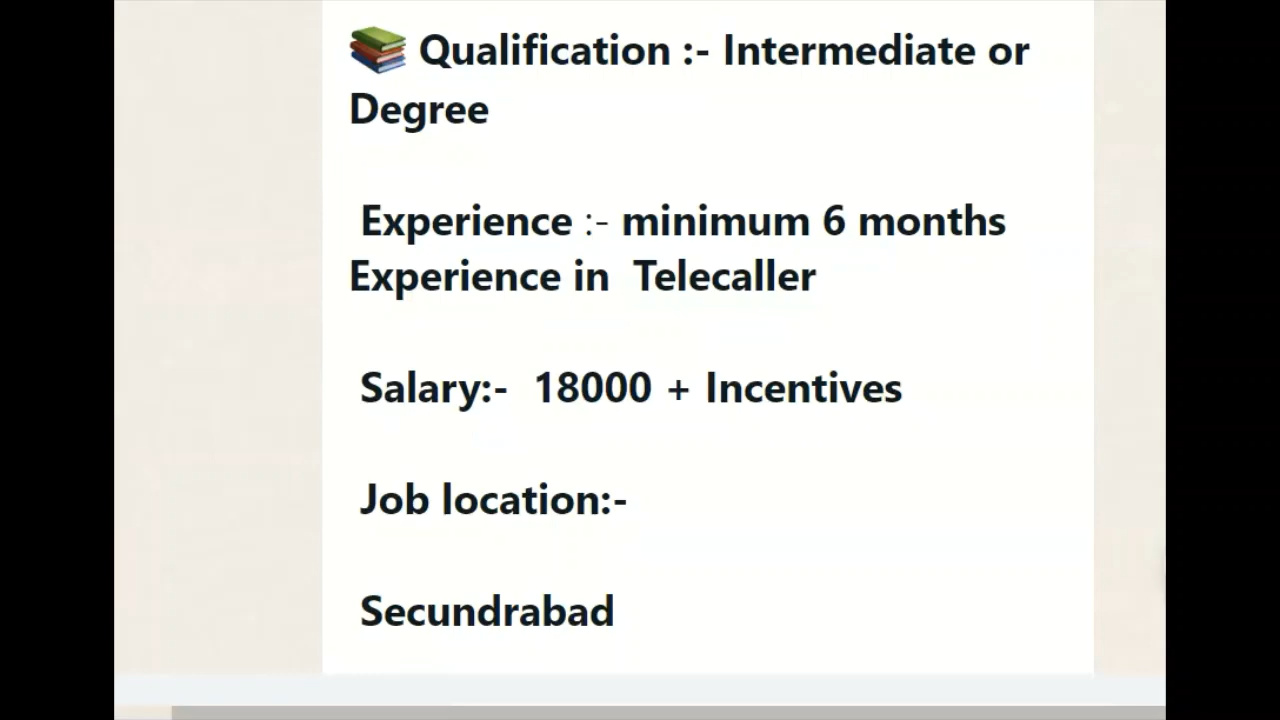 📚 Qualification :- Intermediate or
Degree
Experience :- minimum 6 months
Experience in  Telecaller
Salary:-  18000 + Incentives
Job location:-
Secundrabad